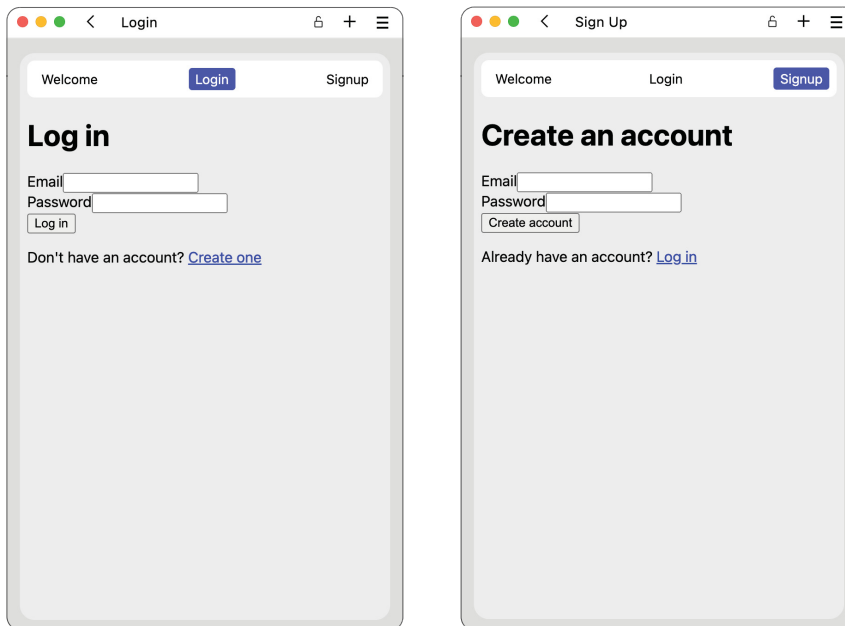 Login
Welcome Login Signup
Log in
Email
Password
Log in
Don't have an account? Create one
Sign Up
Welcome Login Signup
Create an account
Email
Password
Create account
Already have an account? Log in